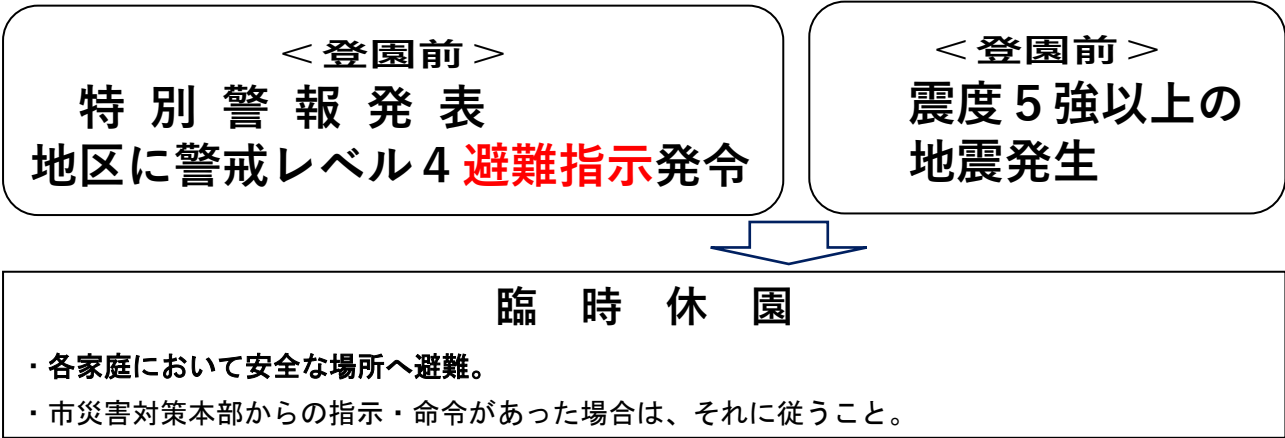 ＜登園前＞
特 別 警 報 発 表
地区に警戒レベル４避難指示発令
＜登園前＞
震度５強以上の
地震発生
臨 時 休 園
・各家庭において安全な場所へ避難。
・市災害対策本部からの指示・命令があった場合は、それに従うこと。